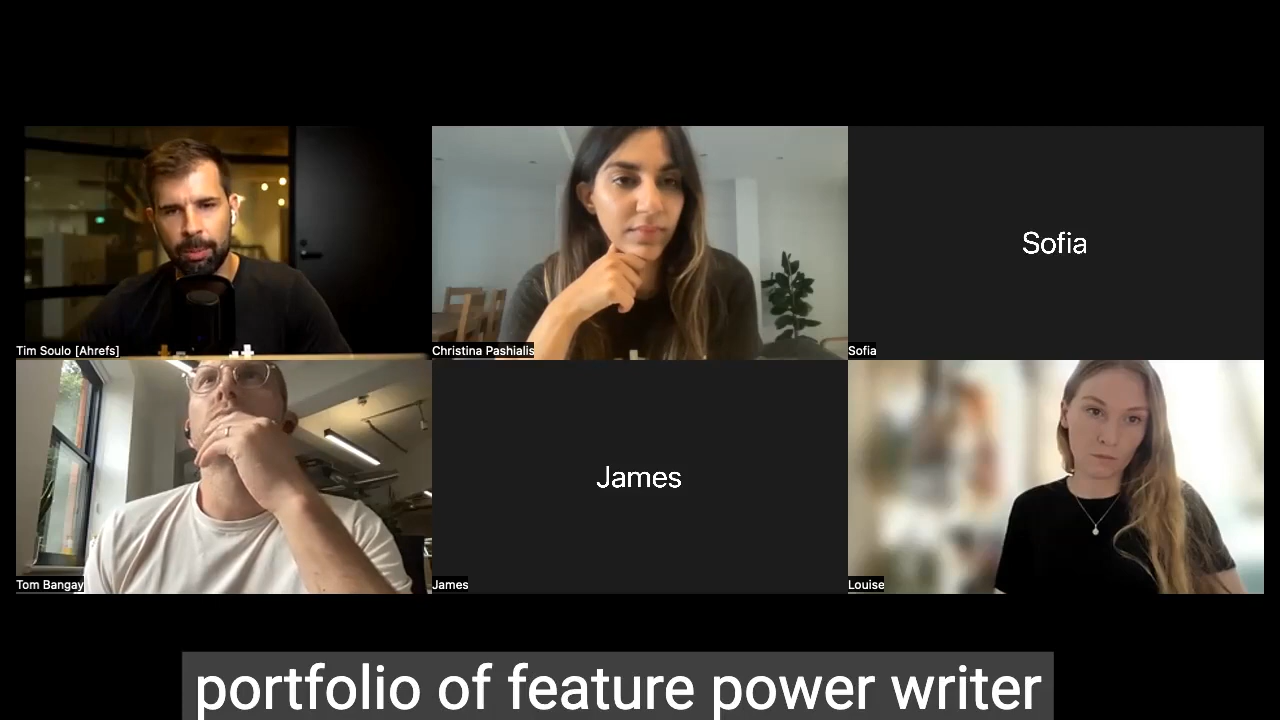 Sofia
Tim Soulo [Ahrefs]
Christina Pashialis
Sofia
James
Tom Bangay
James
Louise
portfolio of feature power writer